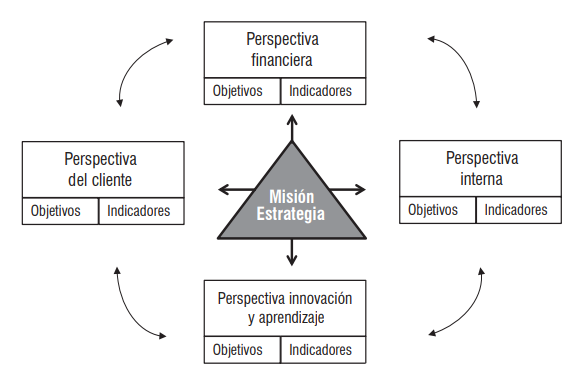 Perspectiva
financiera
Objetivos Indicadores
Perspectiva
del cliente
Objetivos Indicadores
Misión
Estrategia
Perspectiva
interna
Objetivos Indicadores
Perspectiva innovación
y aprendizaje
Objetivos Indicadores